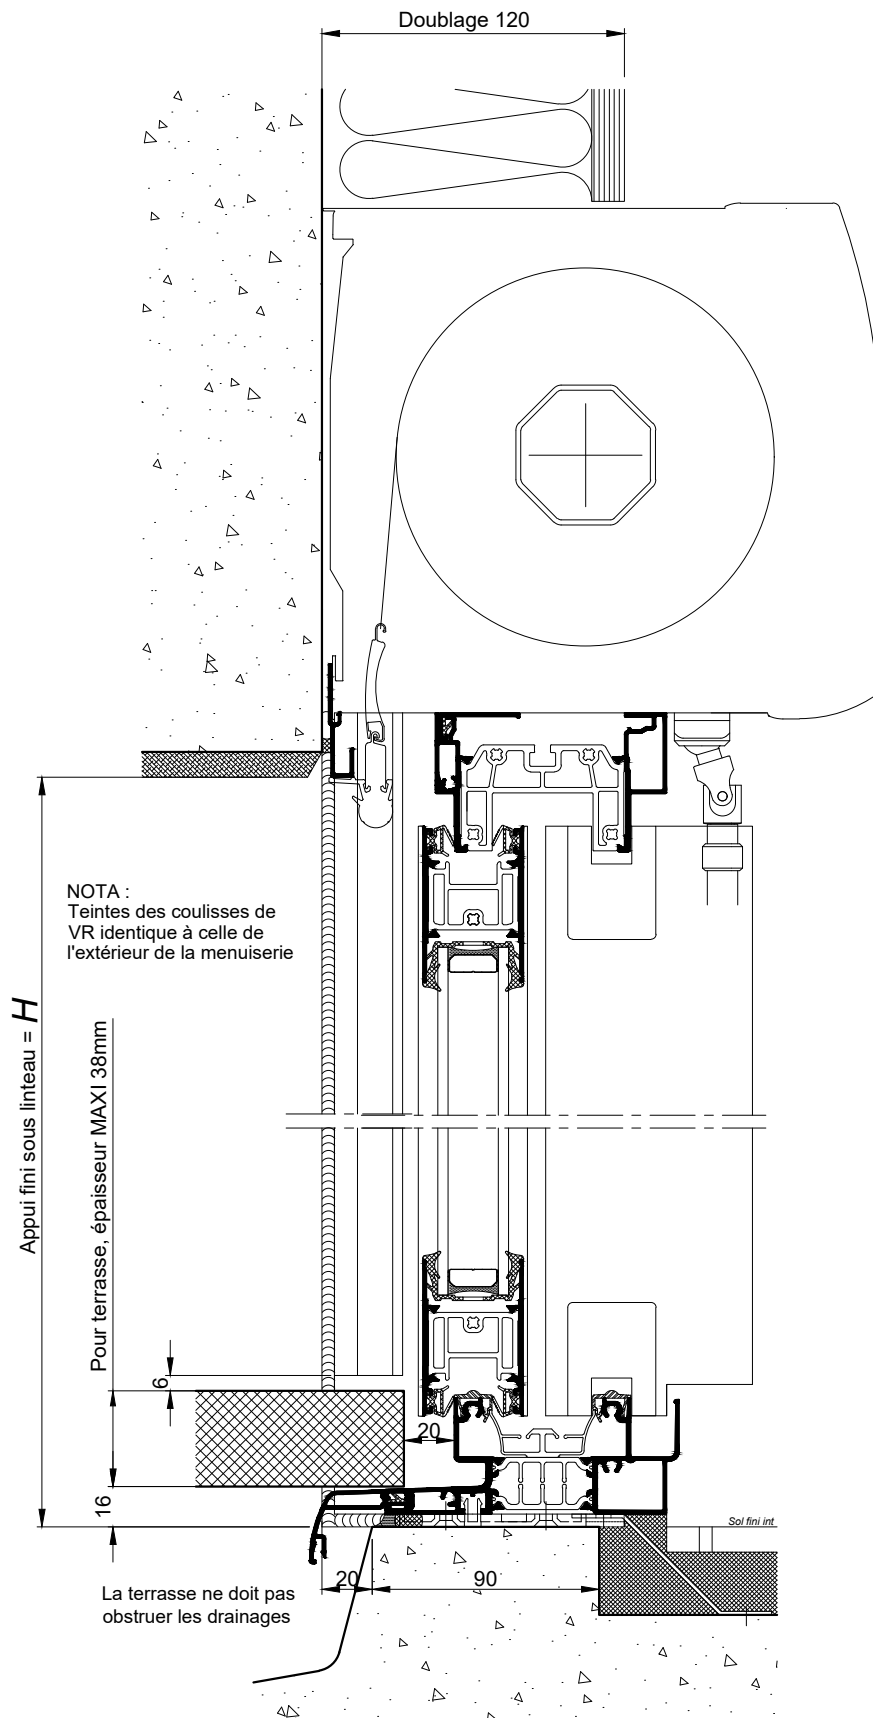 Doublage 120
NOTA :
Teintes des coulisses de
VR identique à celle de
l'extérieur de la menuiserie
Appui fini sous linteau = H
Pour terrasse, épaisseur MAXI 38mm
6
20
16
Sol fini int
20
90
La terrasse ne doit pas
obstruer les drainages